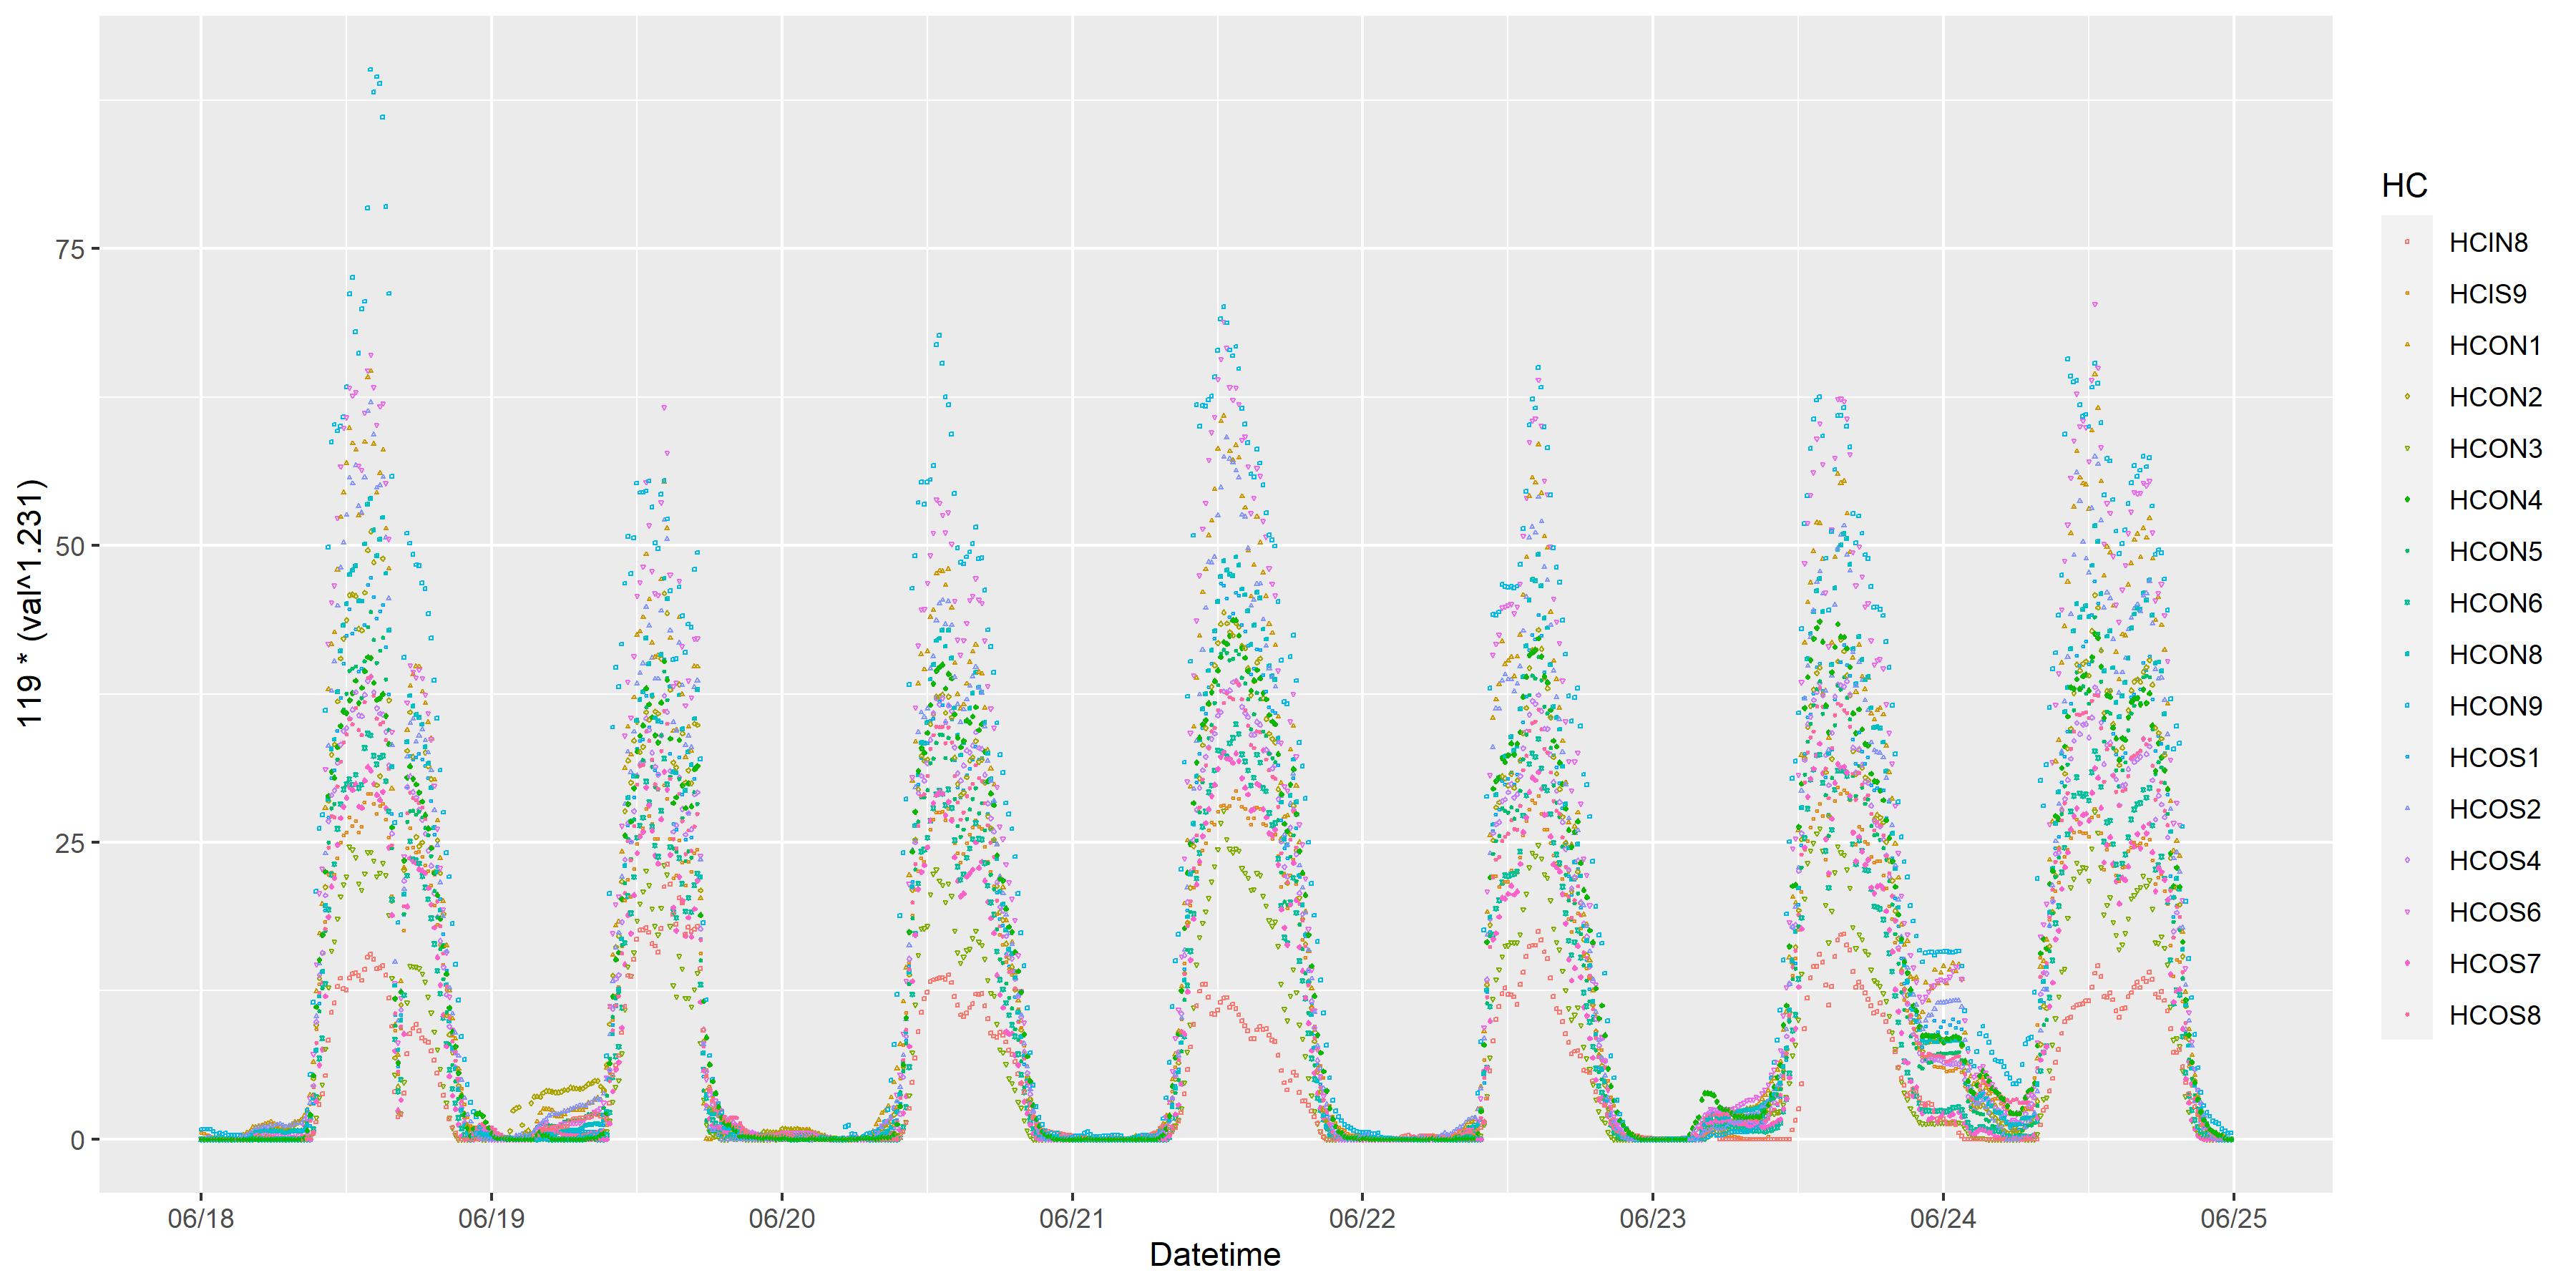 75
50
25
0
119 * (val^1.231)
06/18 06/19 06/20 06/21 06/22 06/23 06/24 06/25
Datetime
HC
HCIN8
HCIS9
HCON1
HCON2
HCON3
HCON4
HCON5
HCON6
HCON8
HCON9
HCOS1
HCOS2
HCOS4
HCOS6
HCOS7
HCOS8